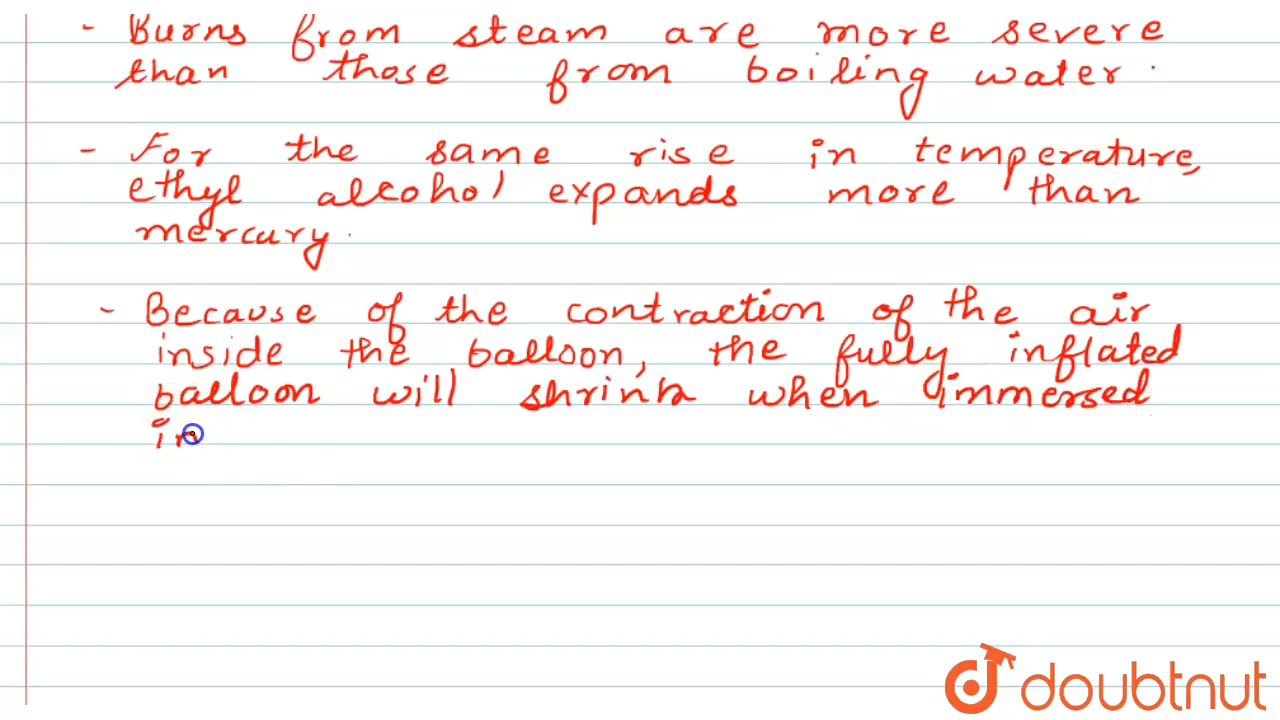 - Burns from steam are more severe
than those from boiling water.
- For the same rise in temperature,
ethyl alcohol expands more than
mercury.
- Because of the contraction of the air
inside the balloon, the fully inflated
balloon will shrink when immersed
in
doubtnut